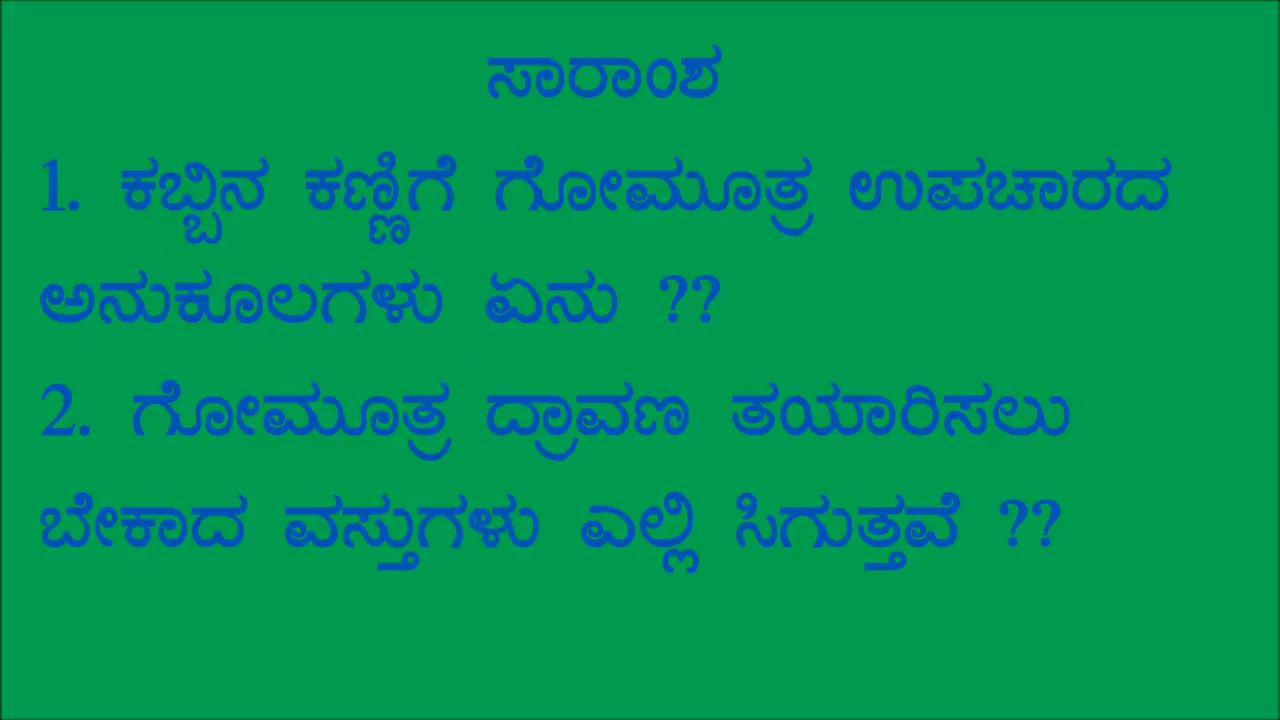 ಸಾರಾಂಶ
1. ಕಬ್ಬಿನ ಕಣ್ಣಿಗೆ ಗೋಮೂತ್ರ ಉಪಚಾರದ
ಅನುಕೂಲಗಳು ಏನು ??
2. ಗೋಮೂತ್ರ ದ್ರಾವಣ ತಯಾರಿಸಲು
ಬೇಕಾದ ವಸ್ತುಗಳು ಎಲ್ಲಿ ಸಿಗುತ್ತವೆ ??